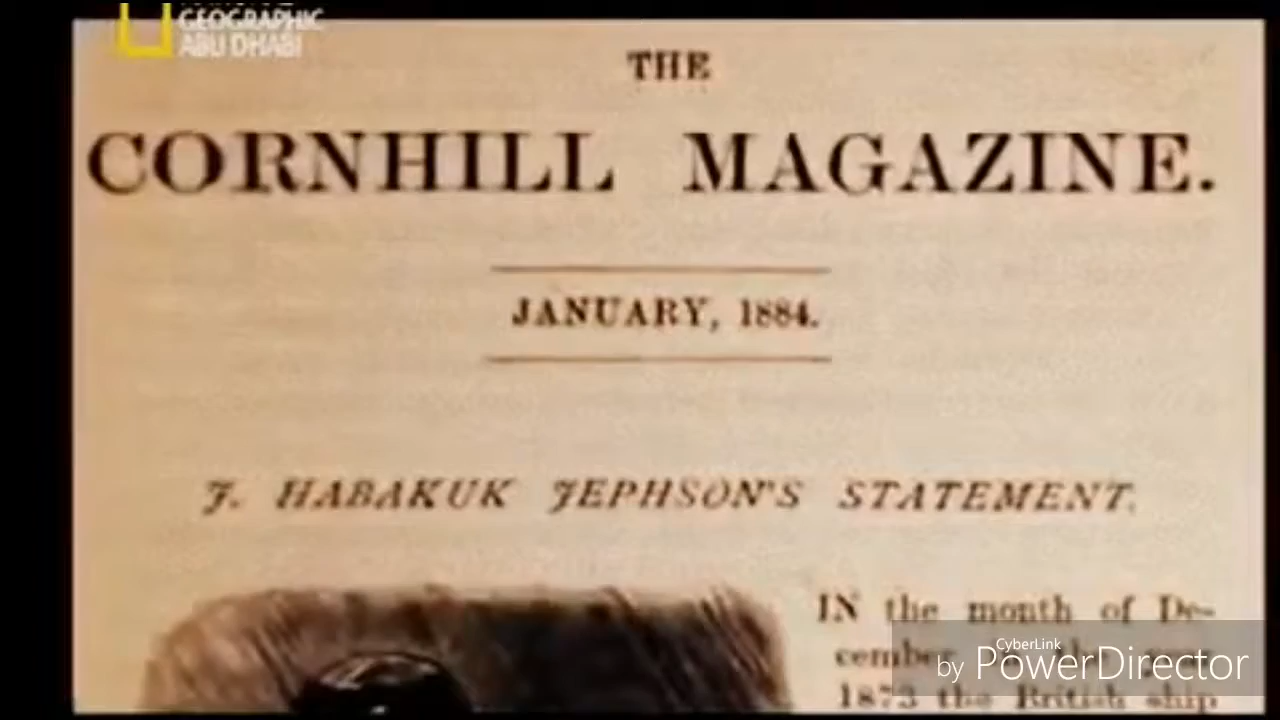 GEOGRAPHIC
ABU DHABI
THE
CORNHILL MAGAZINE.
JANUARY, 1884.
J. HABAKUK JEPHSON'S STATEMENT.
IN the month of De-
cember
1873 the British ship
CyberLink
by PowerDirector